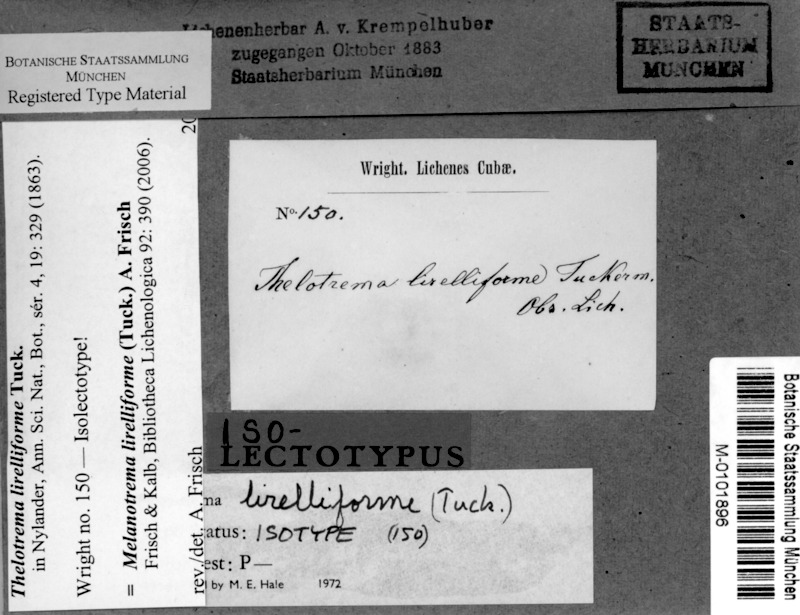 Lichenenherbar A. v. Krempelhuber
zugegangen Oktober 1883
Staatsherbarium München
STAATS-
HERBARIUM
MÜNCHEN
BOTANISCHE STAATSSAMMLUNG
MÜNCHEN
Registered Type Material
Thelotrema lirelliforme Tuck.
in Nylander, Ann. Sci. Nat., Bot., sér. 4, 19: 329 (1863).
Wright no. 150 — Isolectotype!
= Melanotrema lirelliforme (Tuck.) A. Frisch
Frisch & Kalb, Bibliotheca Lichenologica 92: 390 (2006).
rev./det. A. Frisch
20
Wright. Lichenes Cubæ.
No. 150.
Thelotrema lirelliforme Tuckerm.
Obs. Lich.
ISO-
LECTOTYPUS
ma lirelliforme (Tuck.)
atus: ISOTYPE (150)
est: P—
by M. E. Hale 1972
Botanische Staatssammlung München
M-0101896